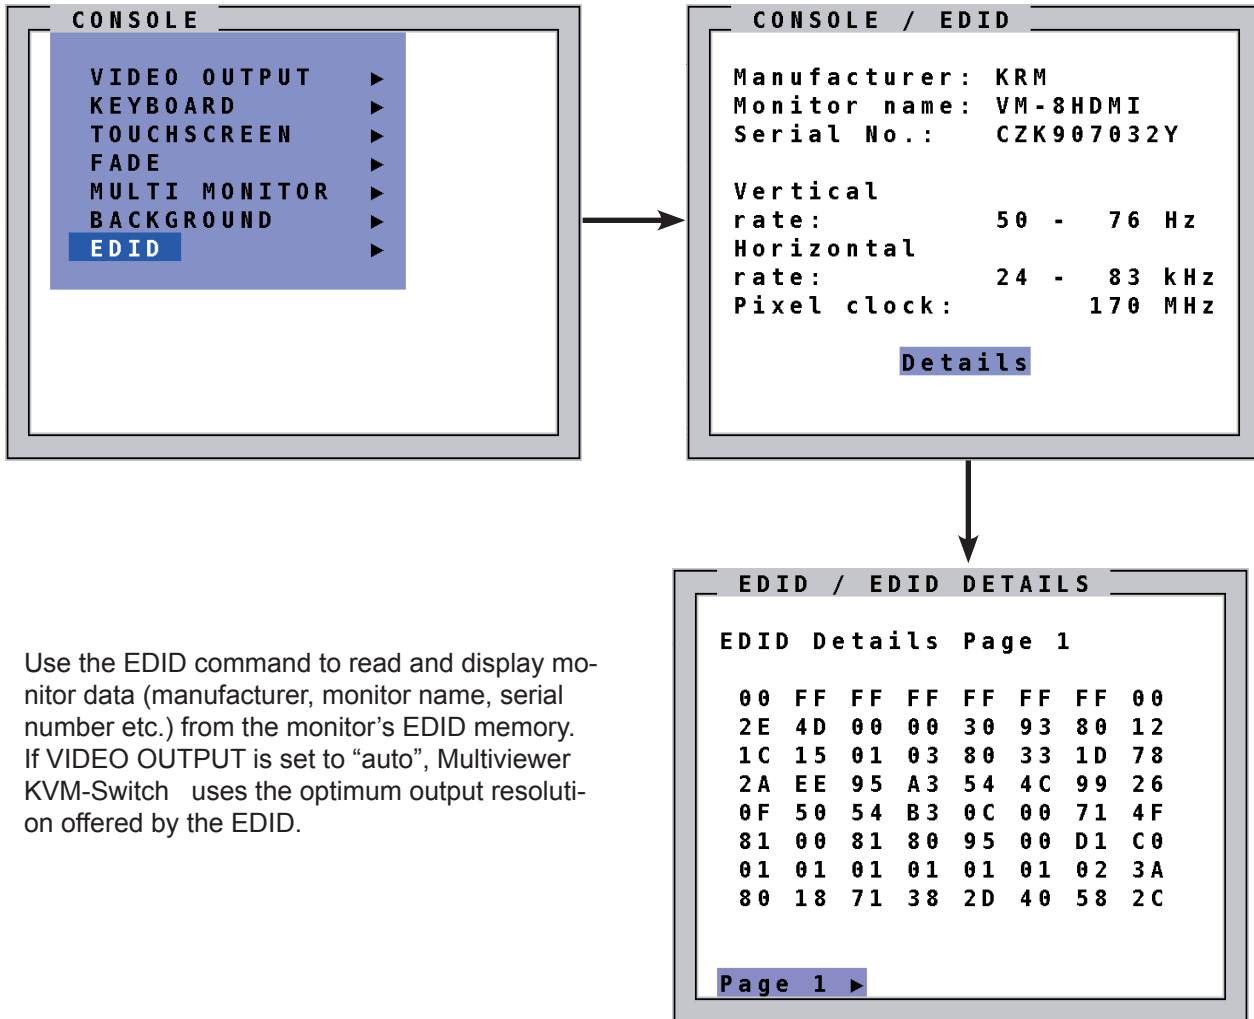 CONSOLE
VIDEO OUTPUT ►
KEYBOARD ►
TOUCHSCREEN ►
FADE ►
MULTI MONITOR ►
BACKGROUND ►
EDID ►
CONSOLE / EDID
Manufacturer: KRM
Monitor name: VM-8HDMI
Serial No.: CZK907032Y
Vertical
rate: 50 - 76 Hz
Horizontal
rate: 24 - 83 kHz
Pixel clock: 170 MHz
Details
Use the EDID command to read and display mo-
nitor data (manufacturer, monitor name, serial
number etc.) from the monitor's EDID memory.
If VIDEO OUTPUT is set to “auto”, Multiviewer
KVM-Switch uses the optimum output resoluti-
on offered by the EDID.
EDID / EDID DETAILS
EDID Details Page 1
00 FF FF FF FF FF FF 00
2E 4D 00 00 30 93 80 12
1C 15 01 03 80 33 1D 78
2A EE 95 A3 54 4C 99 26
0F 50 54 B3 0C 00 71 4F
81 00 81 80 95 00 D1 C0
01 01 01 01 01 01 02 3A
80 18 71 38 2D 40 58 2C
Page 1 ►